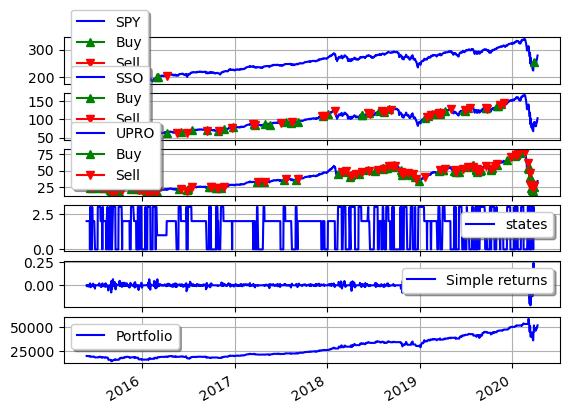 SPY
Buy
Sell
300
200
SSO
Buy
Sell
150
100
50
UPRO
Buy
Sell
75
50
25
states
2.5
0.0
Simple returns
0.25
0.00
Portfolio
50000
25000
2016
2017
2018
2019
2020